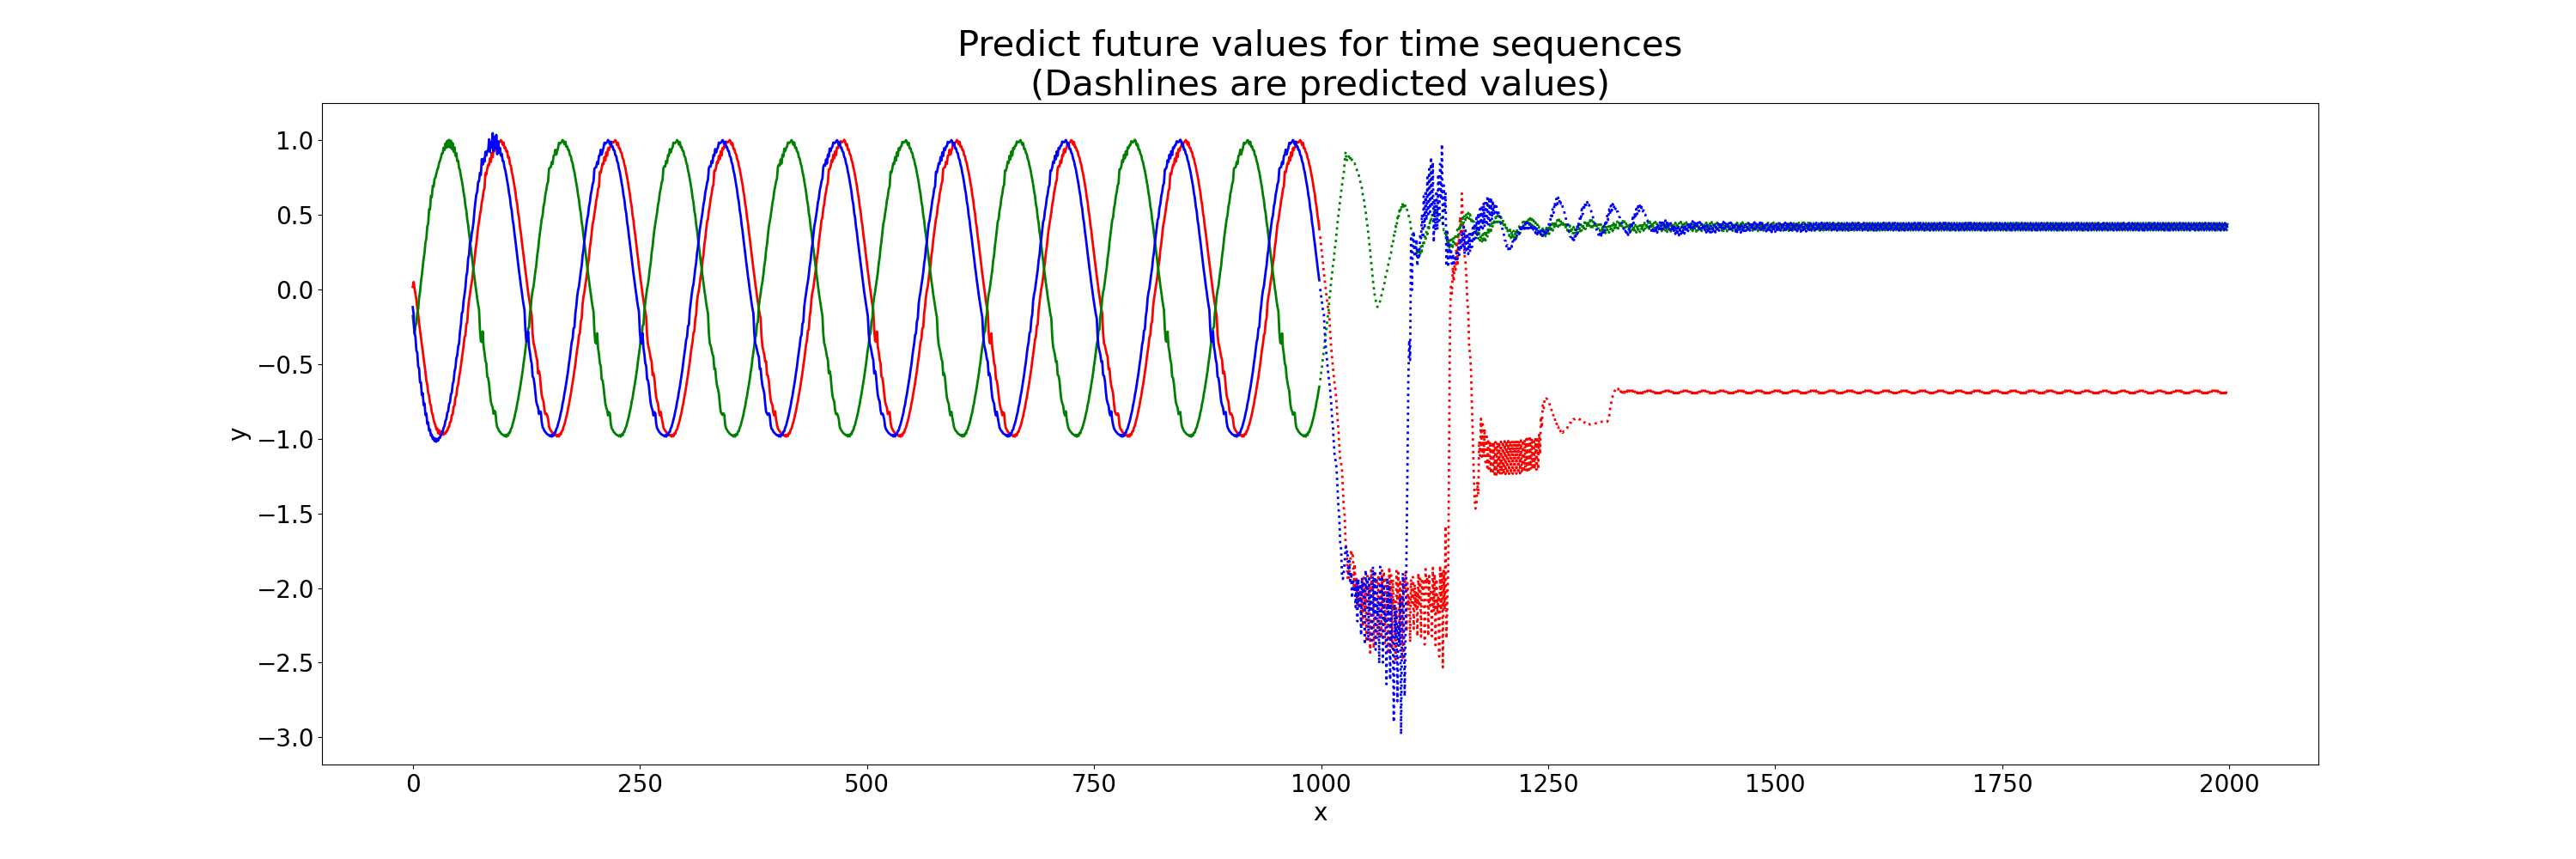 Predict future values for time sequences
(Dashlines are predicted values)
1.0
0.5
0.0
−0.5
−1.0
−1.5
−2.0
−2.5
−3.0
y
0 250 500 750 1000 1250 1500 1750 2000
x